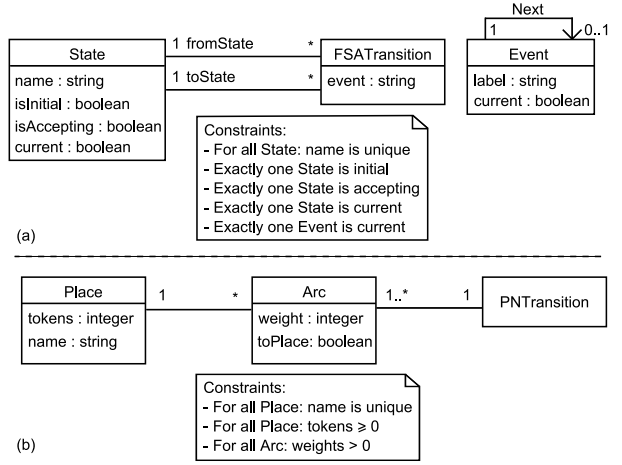 Next
1
0..1
State
name : string
isInitial : boolean
isAccepting : boolean
current : boolean
1 fromState *
1 toState *
FSATransition
event : string
Event
label : string
current : boolean
Constraints:
- For all State: name is unique
- Exactly one State is initial
- Exactly one State is accepting
- Exactly one State is current
- Exactly one Event is current
(a)
Place
tokens : integer
name : string
1 *
Arc
weight : integer
toPlace: boolean
1..* 1
PNTransition
Constraints:
- For all Place: name is unique
- For all Place: tokens ⩾ 0
- For all Arc: weights > 0
(b)